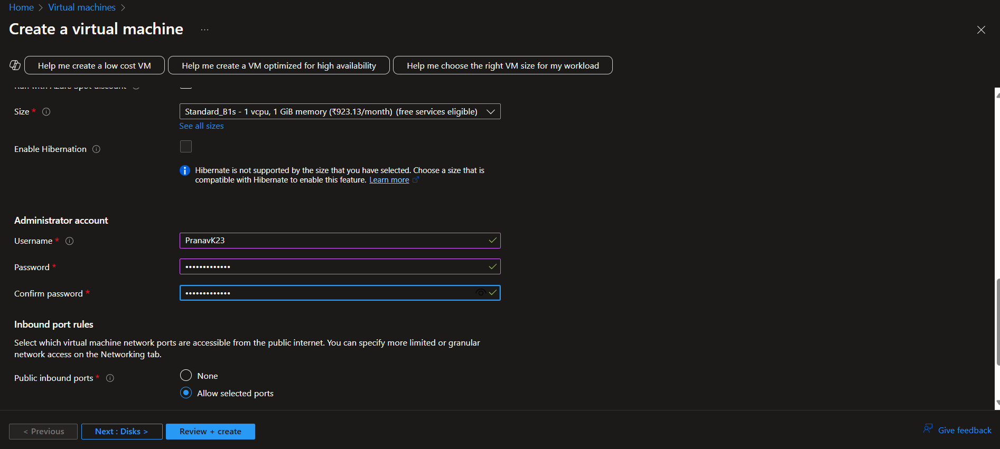 Home > Virtual machines >
Create a virtual machine ...
Help me create a low cost VM
Help me create a VM optimized for high availability
Help me choose the right VM size for my workload
Run with Azure Spot discount
Size *
Standard_B1s - 1 vcpu, 1 GiB memory (₹923.13/month) (free services eligible)
See all sizes
Enable Hibernation
Hibernate is not supported by the size that you have selected. Choose a size that is
compatible with Hibernate to enable this feature. Learn more
Administrator account
Username *
PranavK23
Password *
•••••••••••••
Confirm password *
•••••••••••••
Inbound port rules
Select which virtual machine network ports are accessible from the public internet. You can specify more limited or granular
network access on the Networking tab.
Public inbound ports *
None
Allow selected ports
< Previous
Next : Disks >
Review + create
Give feedback